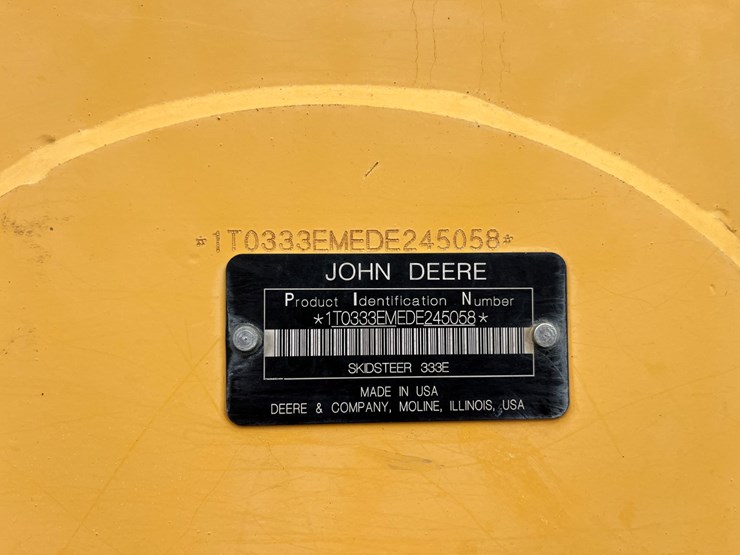 *1T0333EMEDE245058*
JOHN DEERE
Product Identification Number
*1T0333EMEDE245058*
SKIDSTEER 333E
MADE IN USA
DEERE & COMPANY, MOLINE, ILLINOIS, USA